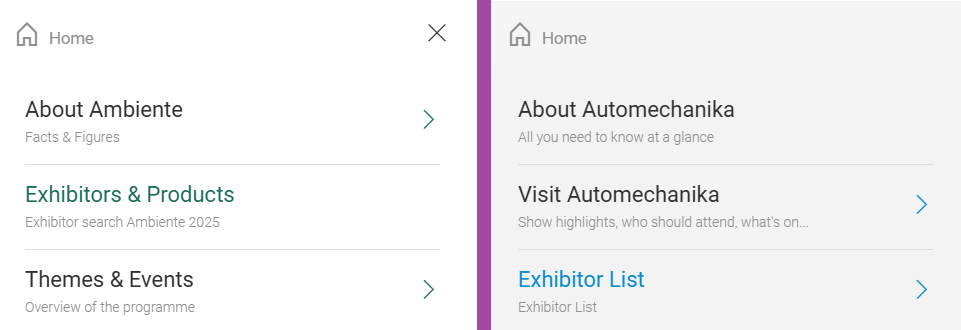 Home
About Ambiente
Facts & Figures
Exhibitors & Products
Exhibitor search Ambiente 2025
Themes & Events
Overview of the programme
Home
About Automechanika
All you need to know at a glance
Visit Automechanika
Show highlights, who should attend, what's on...
Exhibitor List
Exhibitor List